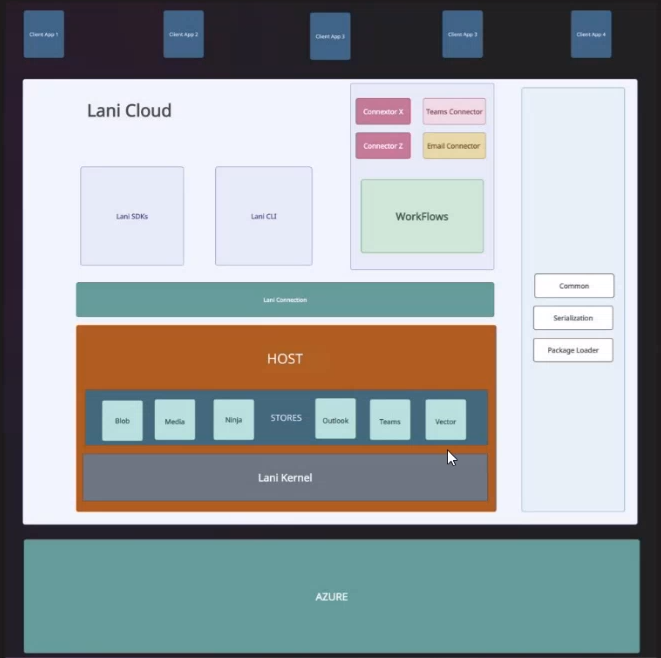 Client App 1
Client App 2
Client App 3
Client App 3
Client App 4
Lani Cloud
Connextor X
Teams Connector
Connector Z
Email Connector
Lani SDKs
Lani CLI
WorkFlows
Common
Lani Connection
Serialization
Package Loader
HOST
Blob
Media
Ninja
STORES
Outlook
Teams
Vector
Lani Kernel
AZURE